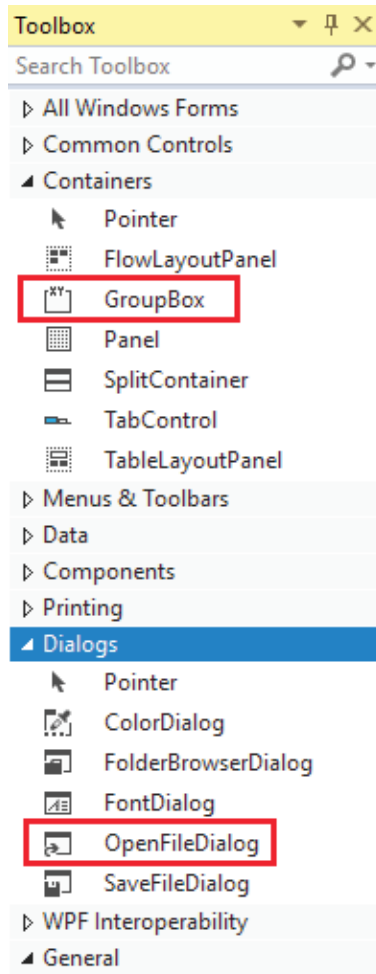 Toolbox
Search Toolbox
All Windows Forms
Common Controls
Containers
Pointer
FlowLayoutPanel
GroupBox
Panel
SplitContainer
TabControl
TableLayoutPanel
Menus & Toolbars
Data
Components
Printing
Dialogs
Pointer
ColorDialog
FolderBrowserDialog
FontDialog
OpenFileDialog
SaveFileDialog
WPF Interoperability
General